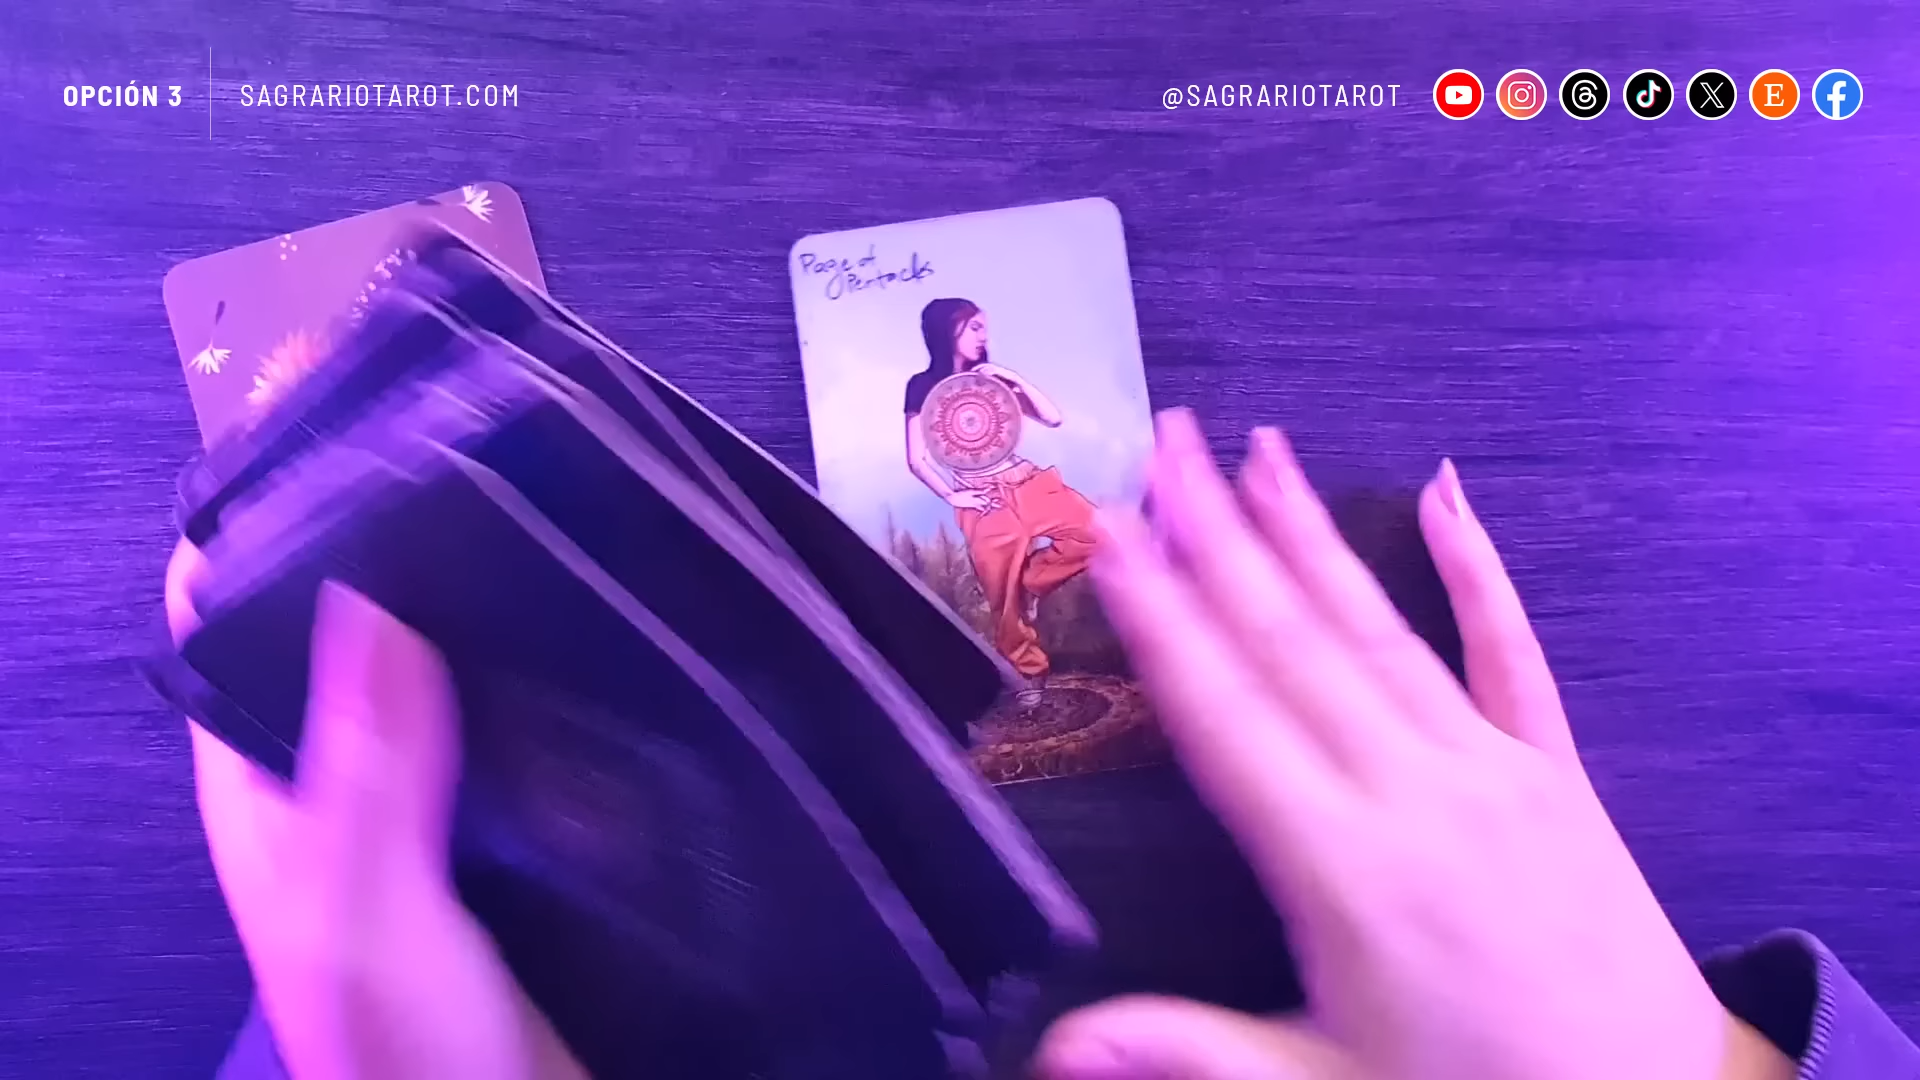 OPCIÓN 3
SAGRARIOTAROT.COM
@SAGRARIOTAROT
E
Page of
Pentacles